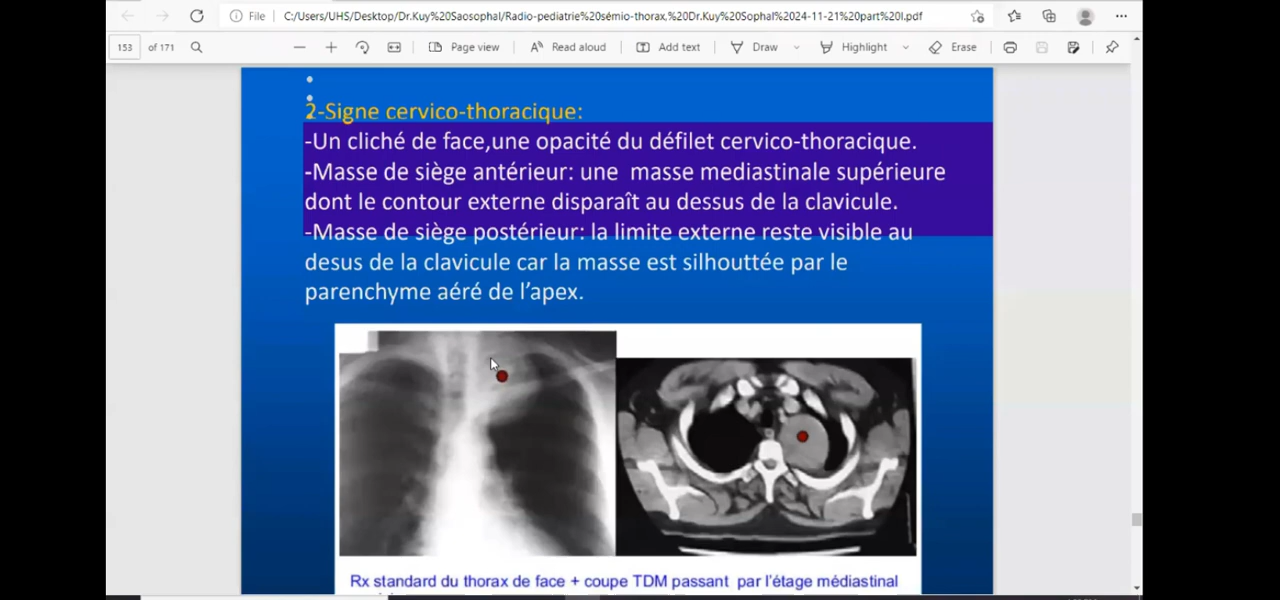 File C:/Users/UHS/Desktop/Dr.Kuy%20Saosophal/Radio-pediatrie%20sémio-thorax,%20Dr.Kuy%20Sophal%2024-11-21%20part%20I.pdf
153 of 171 Page view Read aloud Add text Draw Highlight Erase
2-Signe cervico-thoracique:
-Un cliché de face,une opacité du défilet cervico-thoracique.
-Masse de siège antérieur: une masse mediastinale supérieure
dont le contour externe disparaît au dessus de la clavicule.
-Masse de siège postérieur: la limite externe reste visible au
desus de la clavicule car la masse est silhouttée par le
parenchyme aéré de l'apex.
Rx standard du thorax de face + coupe TDM passant par l'étage médiastinal